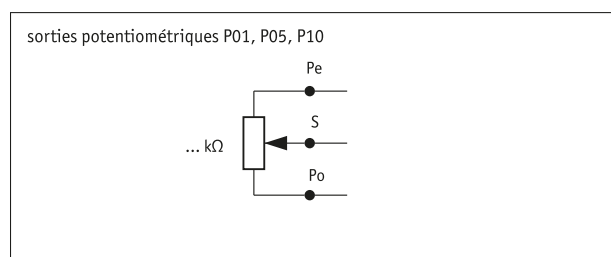 sorties potentiométriques P01, P05, P10
Pe
S
... kΩ
Po